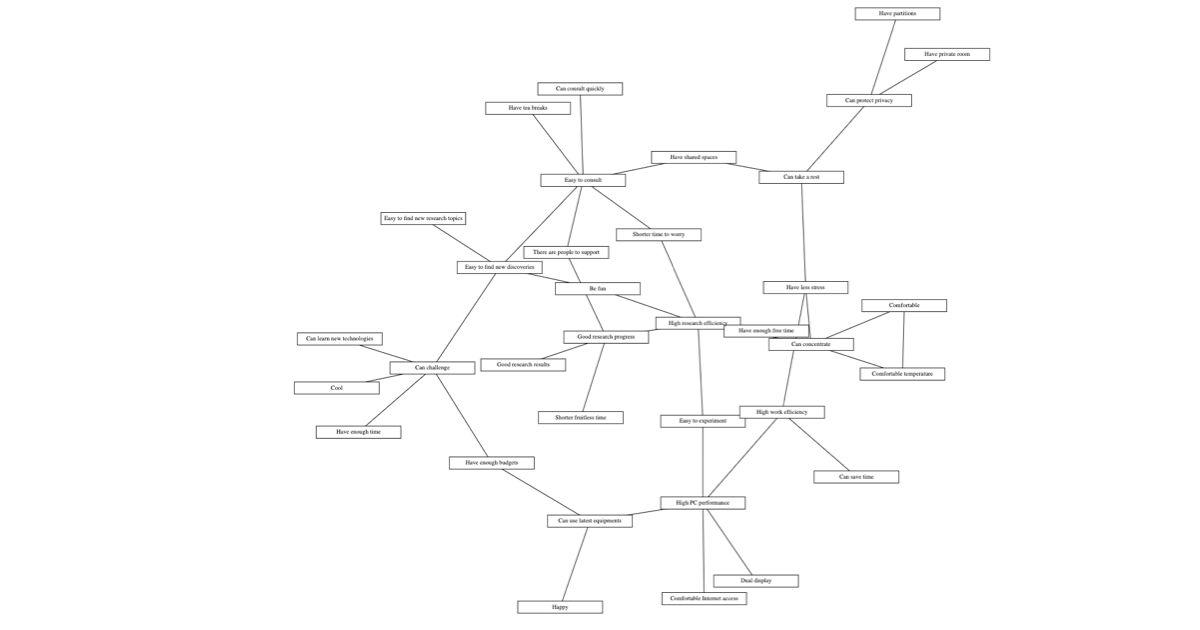 Have partitions
Have private room
Can consult quickly
Can protect privacy
Have tea breaks
Have shared spaces
Easy to consult
Can take a rest
Easy to find new research topics
Shorter time to worry
There are people to support
Easy to find new discoveries
Be fun
Have less stress
Comfortable
High research efficiency
Have enough free time
Can learn new technologies
Good research progress
Can concentrate
Good research results
Can challenge
Comfortable temperature
Cool
High work efficiency
Shorter fruitless time
Easy to experiment
Have enough time
Have enough budgets
Can save time
High PC performance
Can use latest equipments
Dual display
Comfortable Internet access
Happy